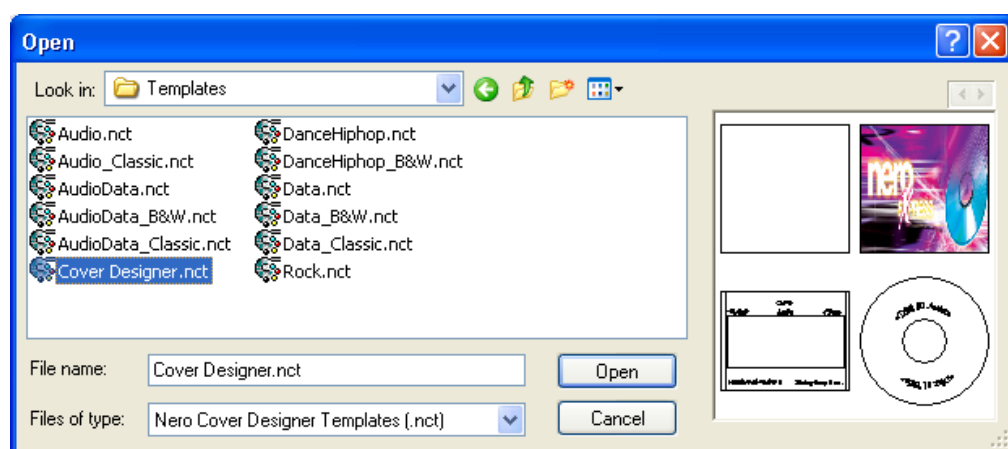 Open
Look in: Templates
Audio.nct
Audio_Classic.nct
AudioData.nct
AudioData_B&W.nct
AudioData_Classic.nct
Cover Designer.nct
DanceHiphop.nct
DanceHiphop_B&W.nct
Data.nct
Data_B&W.nct
Data_Classic.nct
Rock.nct
nero
File name: Cover Designer.nct
Open
Files of type: Nero Cover Designer Templates (.nct)
Cancel